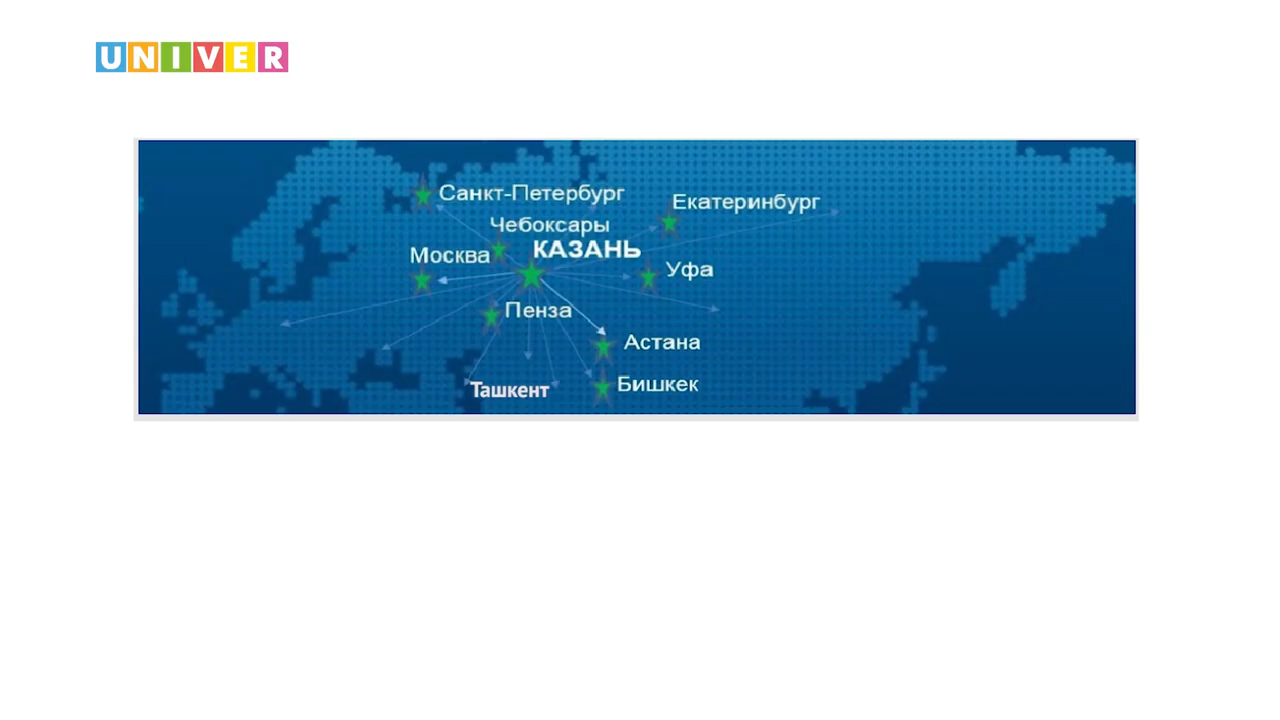 UNIVER
Санкт-Петербург
Екатеринбург
Чебоксары
КАЗАНЬ
Москва
Уфа
Пенза
Астана
Бишкек
Ташкент